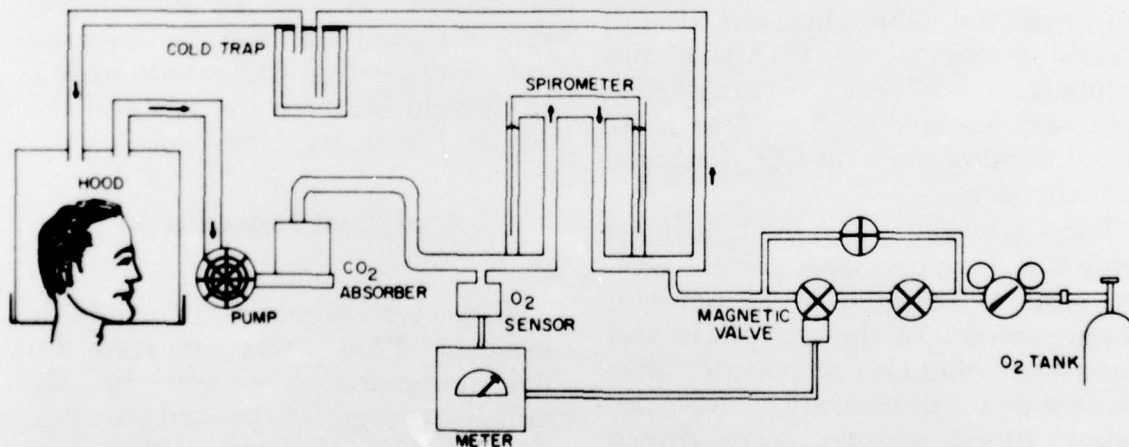 COLD TRAP
SPIROMETER
HOOD
PUMP
CO2
ABSORBER
O2
SENSOR
METER
MAGNETIC
VALVE
O2 TANK